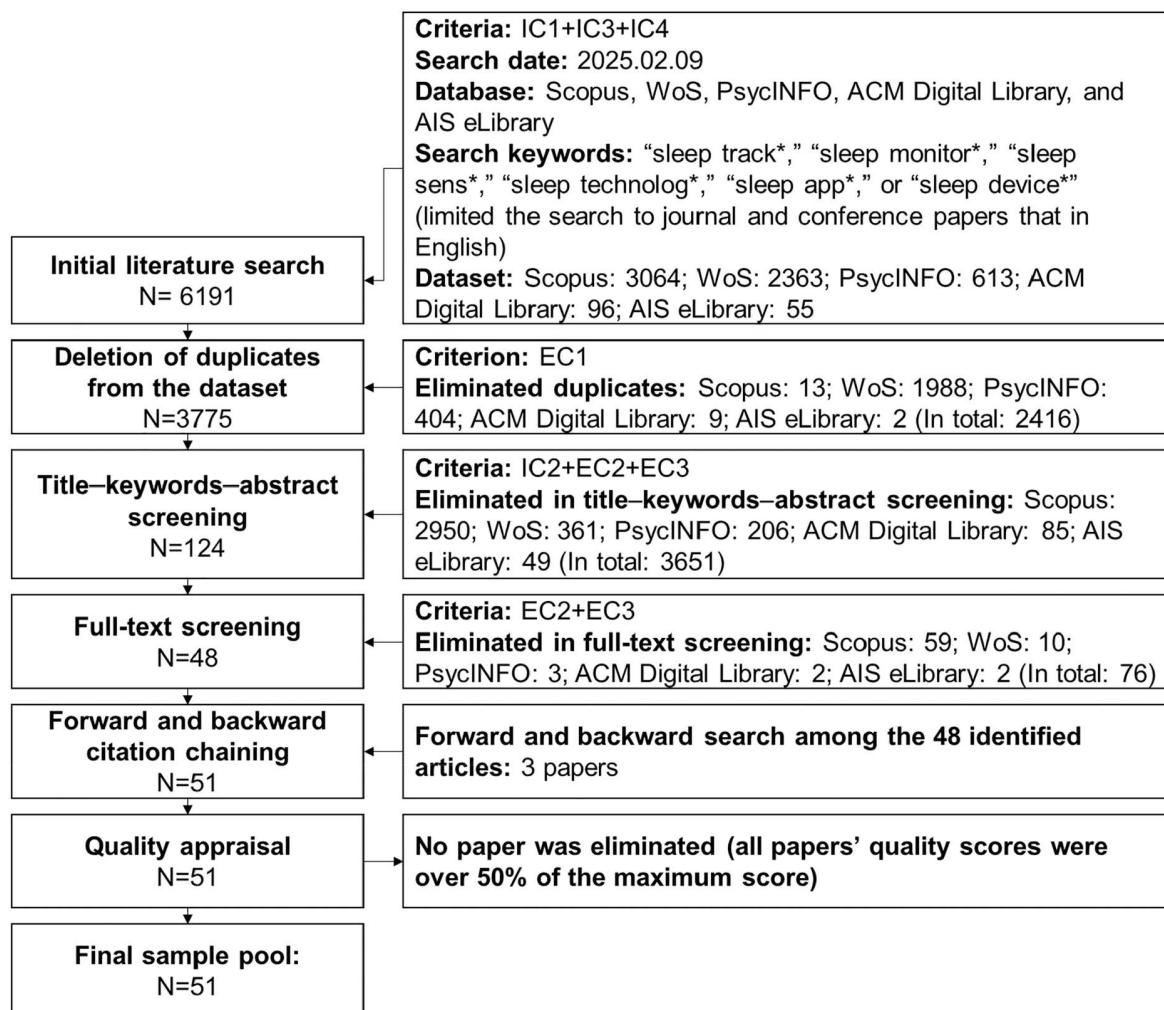 Criteria: IC1+IC3+IC4
Search date: 2025.02.09
Database: Scopus, WoS, PsycINFO, ACM Digital Library, and
AIS eLibrary
Search keywords: “sleep track*,” “sleep monitor*,” “sleep
sens*,” “sleep technolog*,” “sleep app*,” or “sleep device*”
(limited the search to journal and conference papers that in
English)
Dataset: Scopus: 3064; WoS: 2363; PsycINFO: 613; ACM
Digital Library: 96; AIS eLibrary: 55
Initial literature search
N= 6191
Deletion of duplicates
from the dataset
N=3775
Criterion: EC1
Eliminated duplicates: Scopus: 13; WoS: 1988; PsycINFO:
404; ACM Digital Library: 9; AIS eLibrary: 2 (In total: 2416)
Title–keywords–abstract
screening
N=124
Criteria: IC2+EC2+EC3
Eliminated in title–keywords–abstract screening: Scopus:
2950; WoS: 361; PsycINFO: 206; ACM Digital Library: 85; AIS
eLibrary: 49 (In total: 3651)
Full-text screening
N=48
Criteria: EC2+EC3
Eliminated in full-text screening: Scopus: 59; WoS: 10;
PsycINFO: 3; ACM Digital Library: 2; AIS eLibrary: 2 (In total: 76)
Forward and backward
citation chaining
N=51
Forward and backward search among the 48 identified
articles: 3 papers
Quality appraisal
N=51
No paper was eliminated (all papers’ quality scores were
over 50% of the maximum score)
Final sample pool:
N=51